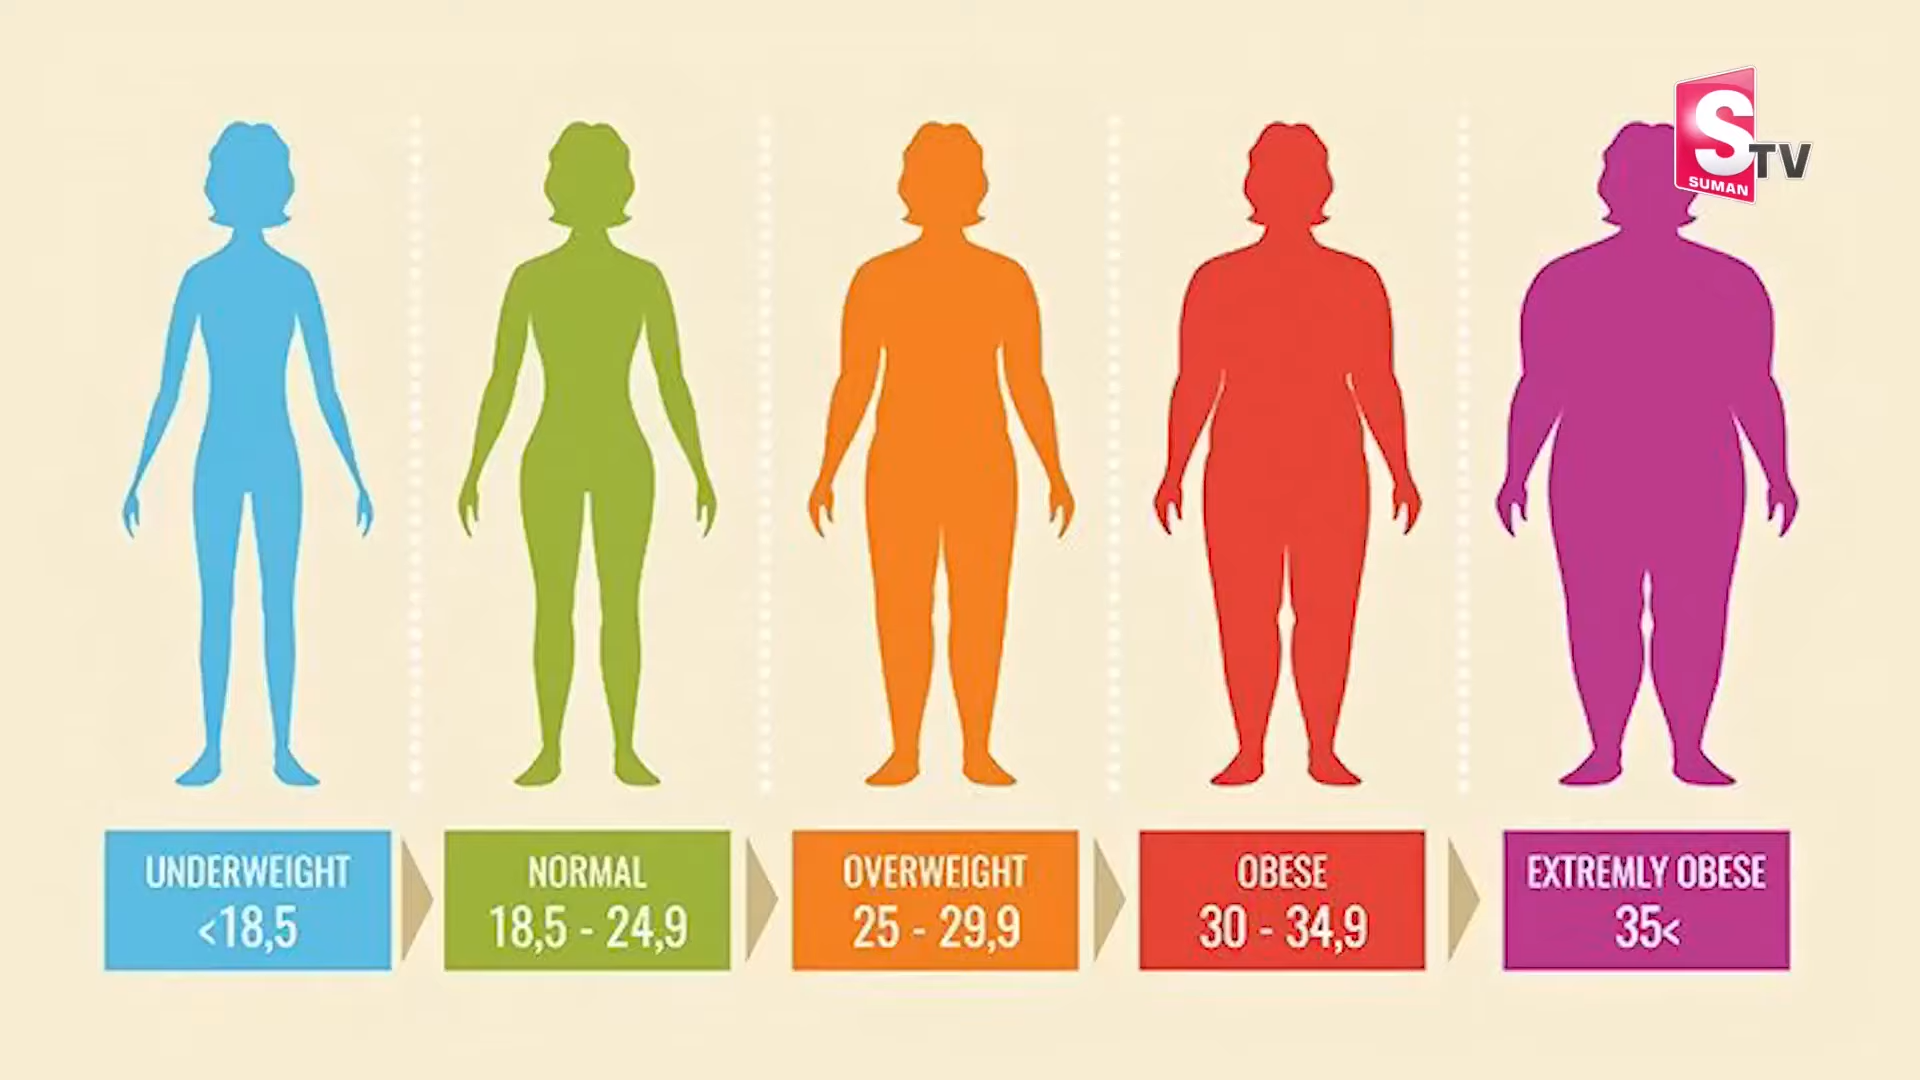 S TV
SUMAN
UNDERWEIGHT
<18,5
NORMAL
18,5 - 24,9
OVERWEIGHT
25 - 29,9
OBESE
30 - 34,9
EXTREMLY OBESE
35<